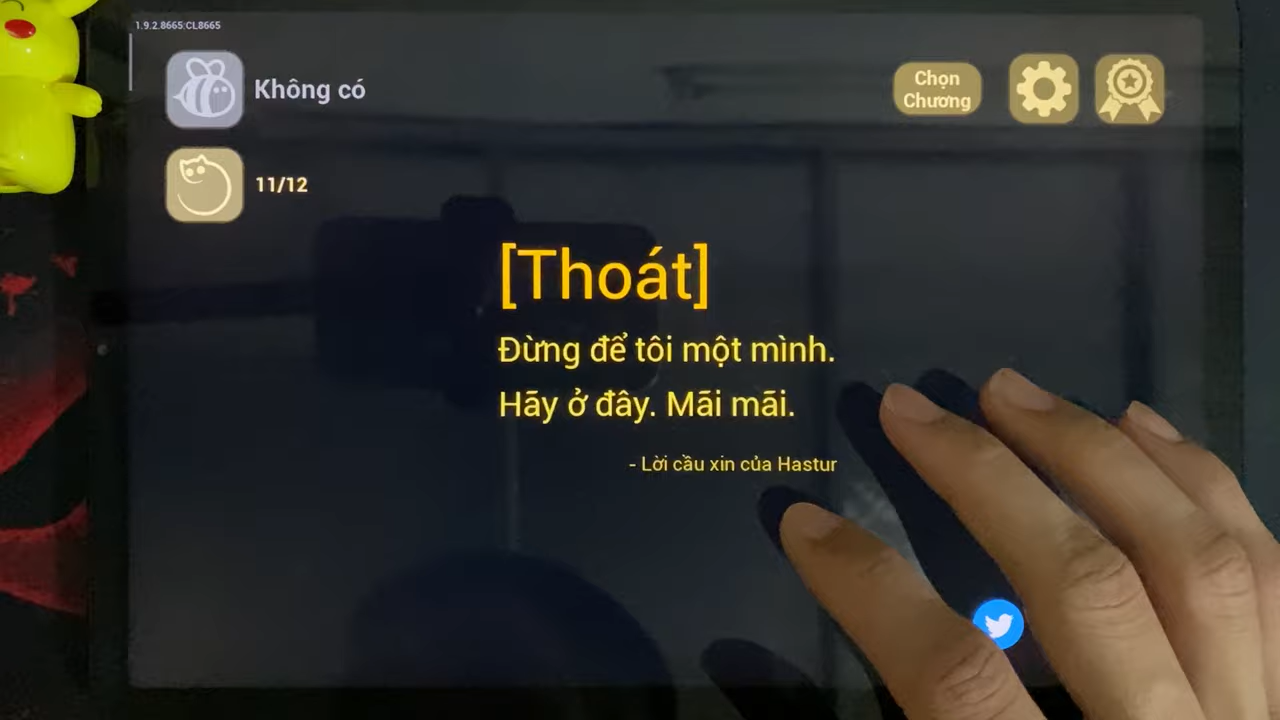 1.9.2.8665:CL8665
Không có
Chọn
Chương
11/12
[Thoát]
Đừng để tôi một mình.
Hãy ở đây. Mãi mãi.
- Lời cầu xin của Hastur